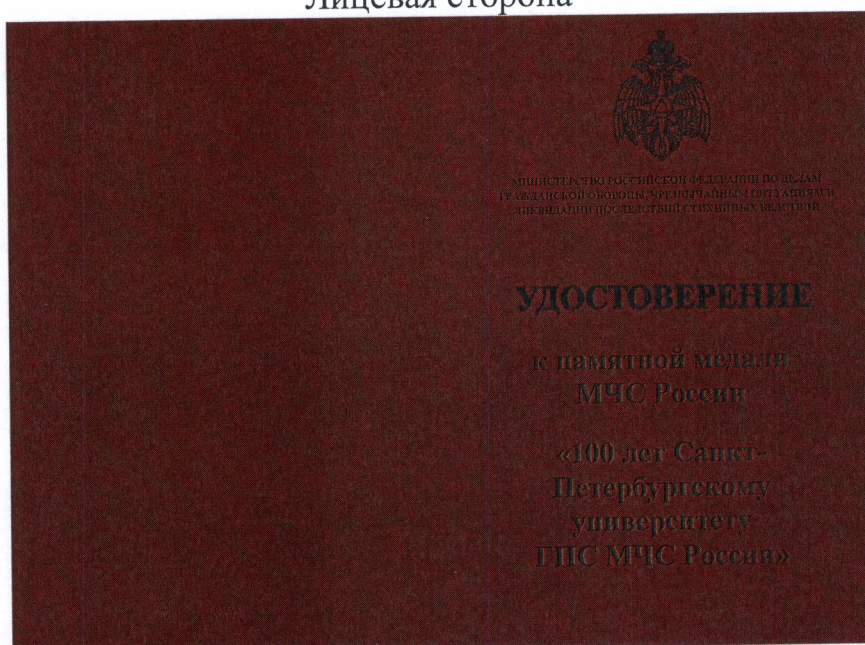 Лицевая сторона
МИНИСТЕРСТВО РОССИЙСКОЙ ФЕДЕРАЦИИ ПО ДЕЛАМ
ГРАЖДАНСКОЙ ОБОРОНЫ, ЧРЕЗВЫЧАЙНЫМ СИТУАЦИЯМ И
ЛИКВИДАЦИИ ПОСЛЕДСТВИЙ СТИХИЙНЫХ БЕДСТВИЙ
УДОСТОВЕРЕНИЕ
к памятной медали
МЧС России
«100 лет Санкт-
Петербургскому
университету
ГПС МЧС России»